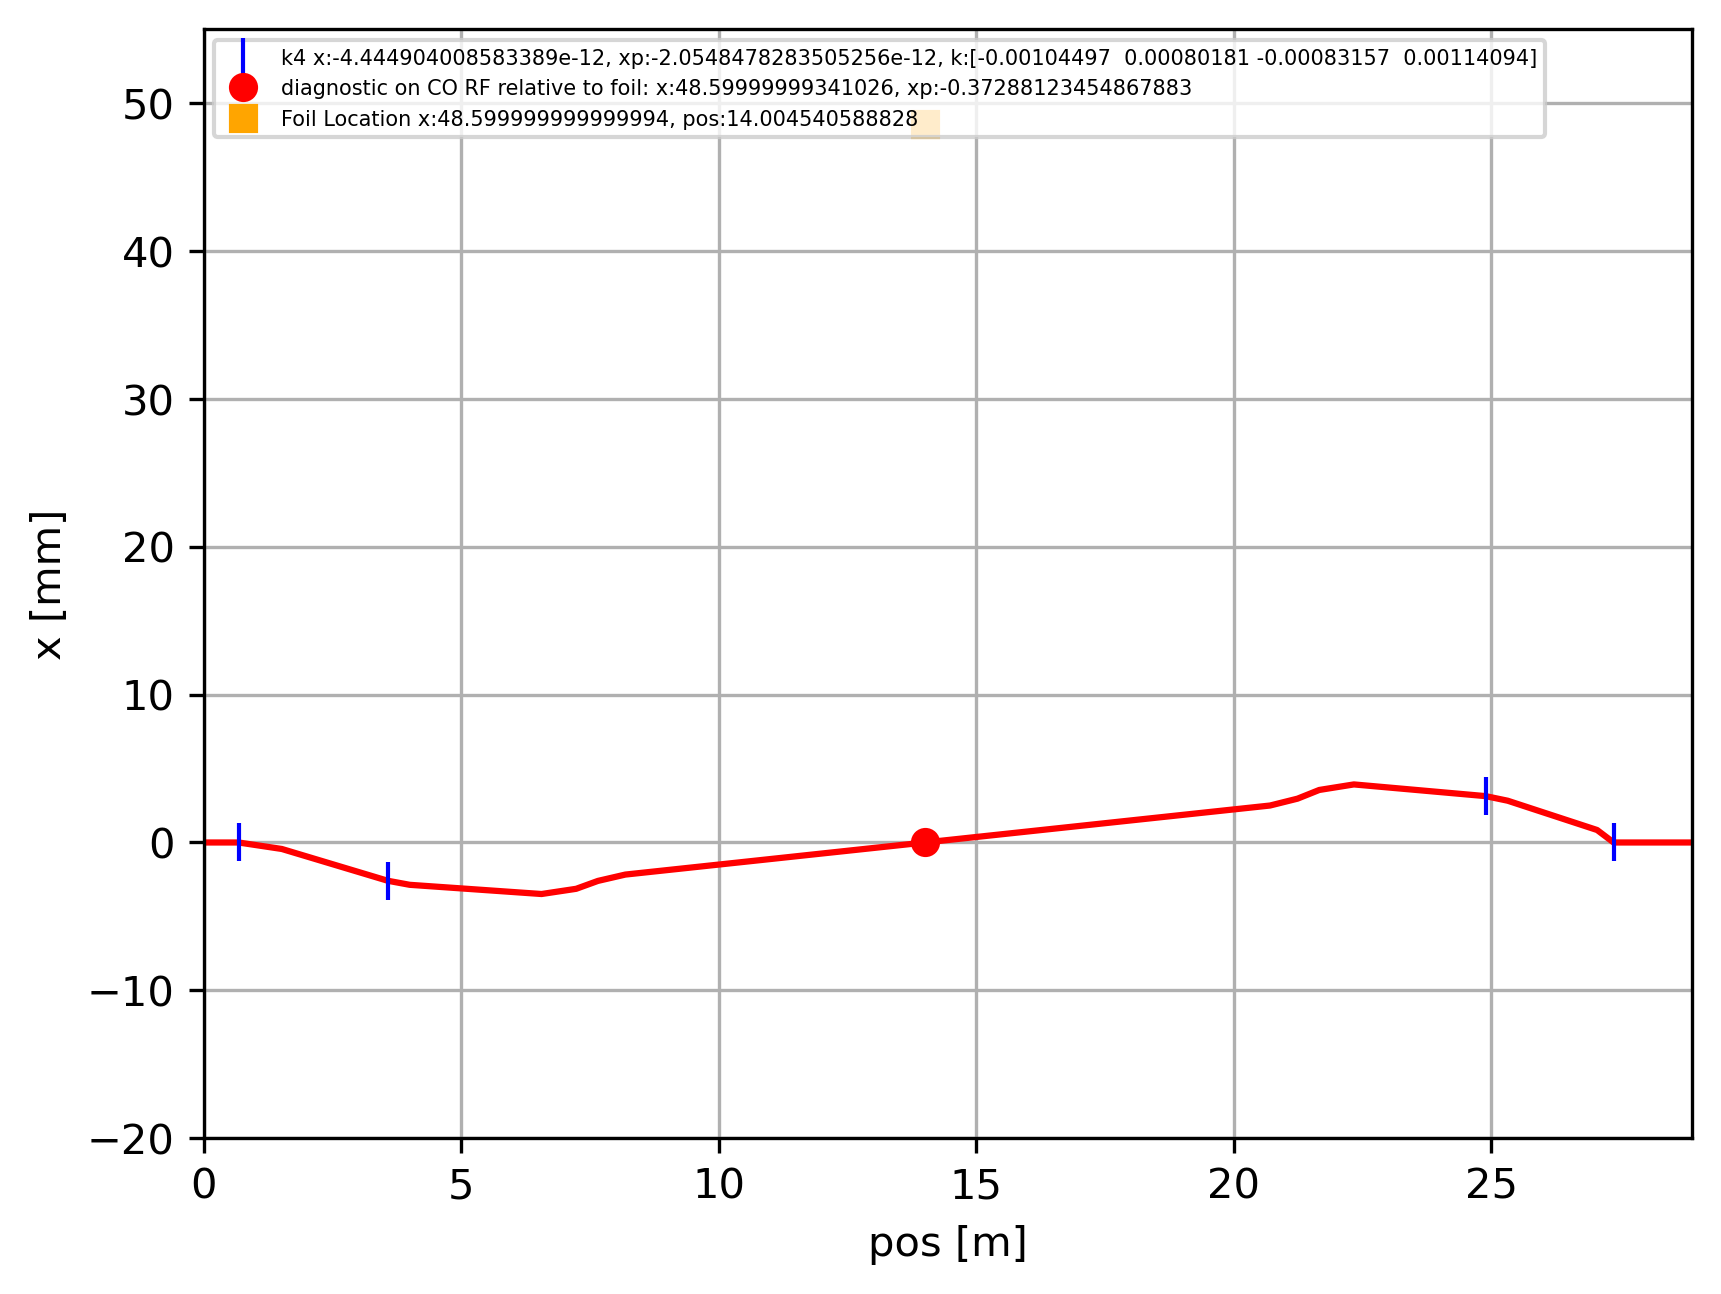 k4 x:-4.444904008583389e-12, xp:-2.0548478283505256e-12, k:[-0.00104497  0.00080181 -0.00083157  0.00114094]
diagnostic on CO RF relative to foil: x:48.59999999341026, xp:-0.37288123454867883
Foil Location x:48.599999999999994, pos:14.004540588828
50
40
30
20
10
0
−10
−20
x [mm]
0 5 10 15 20 25
pos [m]